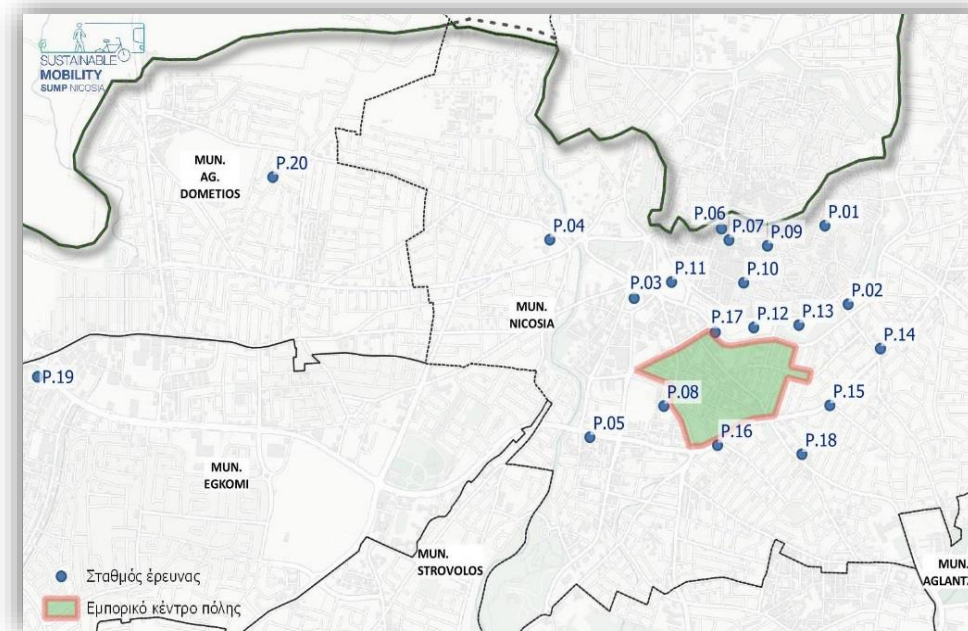 SUSTAINABLE
MOBILITY
SUMP NICOSIA
MUN.
AG.
DOMETIOS
P.20
P.04
P.06
P.07
P.09
P.01
P.03
P.11
P.10
P.02
MUN.
NICOSIA
P.17
P.12
P.13
P.14
P.19
P.08
P.15
P.05
P.16
P.18
MUN.
EGKOMI
MUN.
STROVOLOS
MUN.
AGLANTZ
Σταθμός έρευνας
Εμπορικό κέντρο πόλης